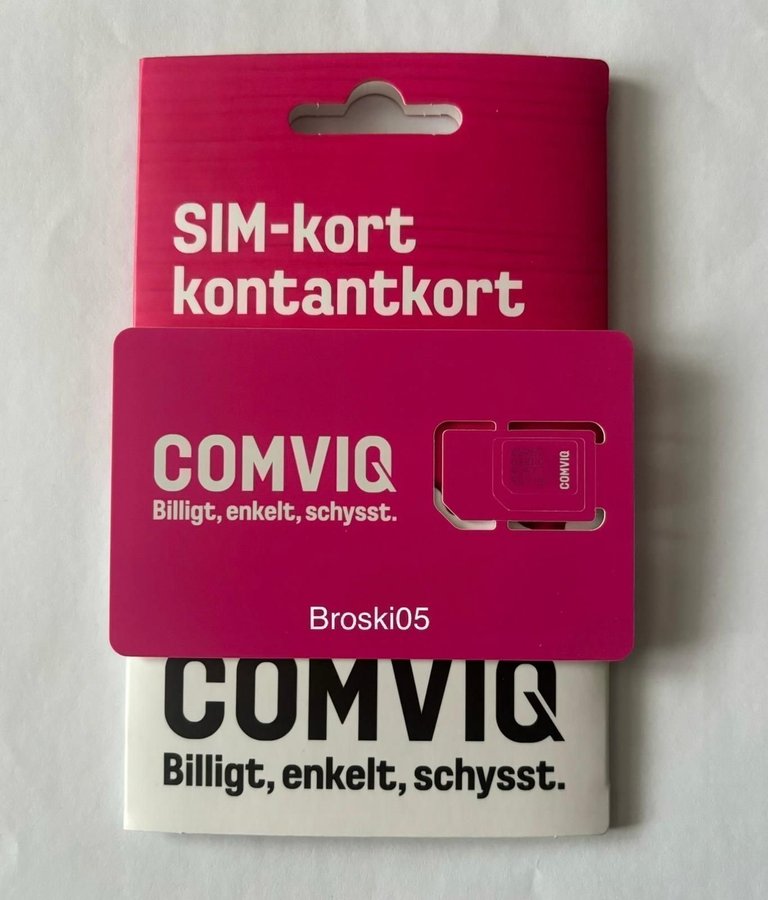 SIM-kort
kontantkort
COMVIQ
Billigt, enkelt, schysst.
COMVIQ
Broski05
COMVIQ
Billigt, enkelt, schysst.